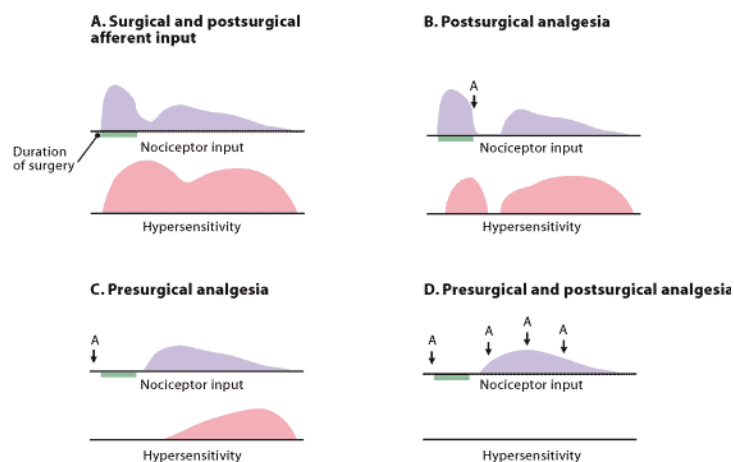 A. Surgical and postsurgical
afferent input
Duration
of surgery
Nociceptor input
Hypersensitivity
B. Postsurgical analgesia
A
Nociceptor input
Hypersensitivity
C. Presurgical analgesia
A
Nociceptor input
Hypersensitivity
D. Presurgical and postsurgical analgesia
A
A
A
A
Nociceptor input
Hypersensitivity